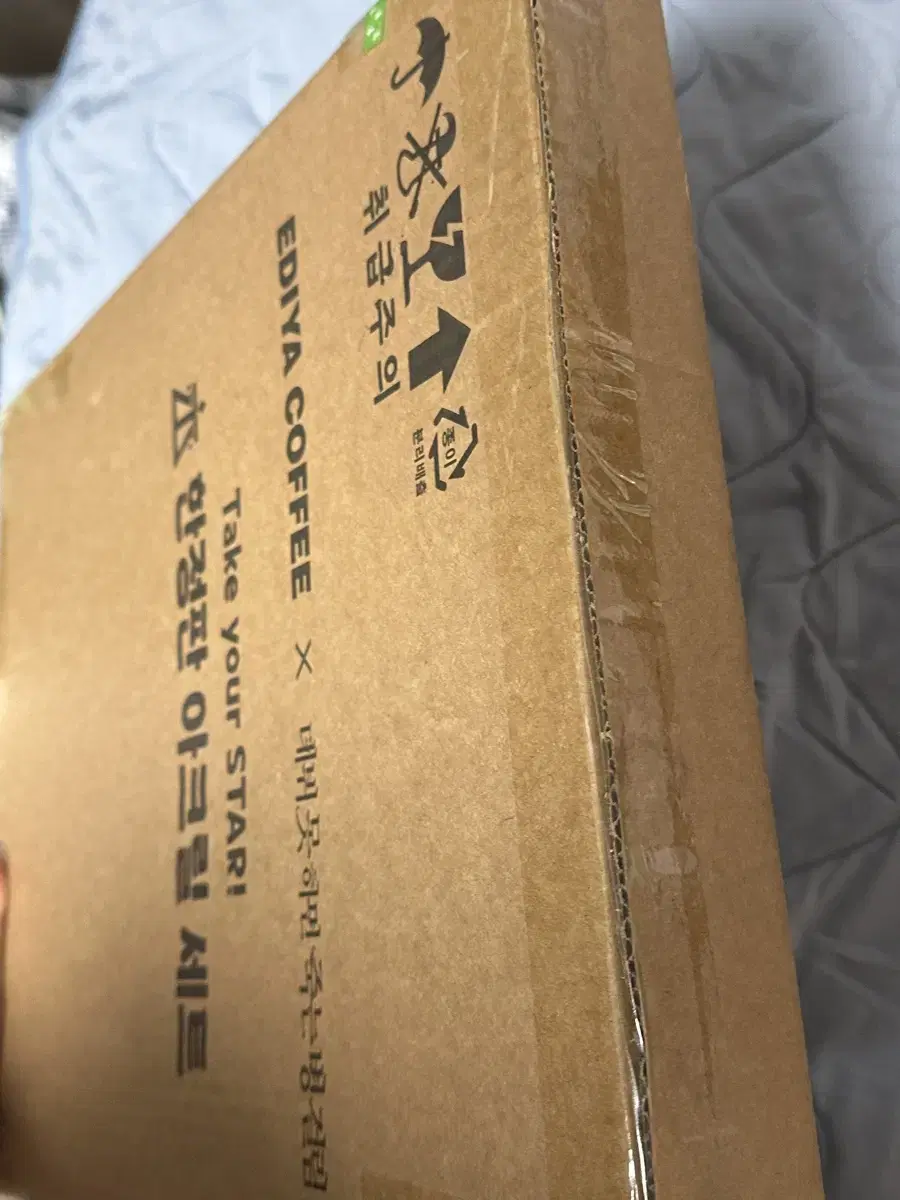 취급주의
종이
분리배출
EDIYA COFFEE × 데뷔 못 하면 죽는 병 걸림
Take your STAR!
한정판 아크릴 세트